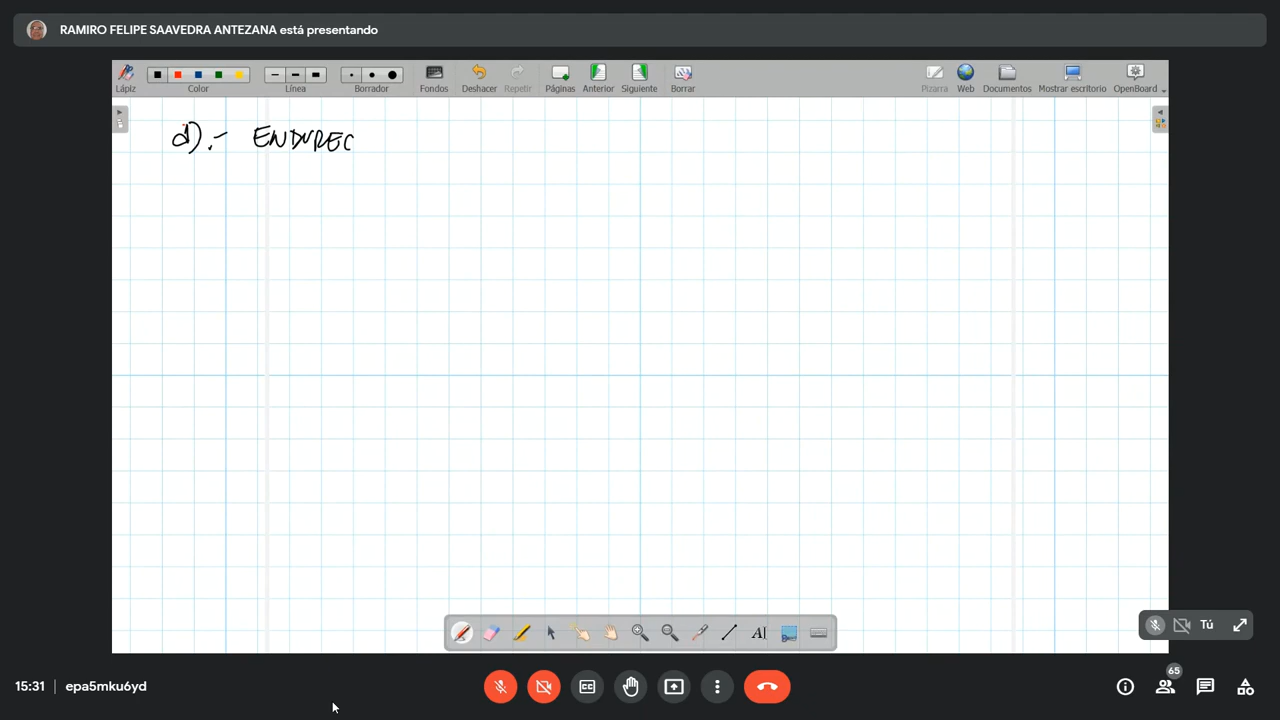 RAMIRO FELIPE SAAVEDRA ANTEZANA está presentando
Lápiz Color Línea Borrador Fondos Deshacer Repetir Páginas Anterior Siguiente Borrar Pizarra Web Documentos Mostrar escritorio OpenBoard
d).- ENDUREC
A
Tú
15:31 epa5mku6yd
CC
65